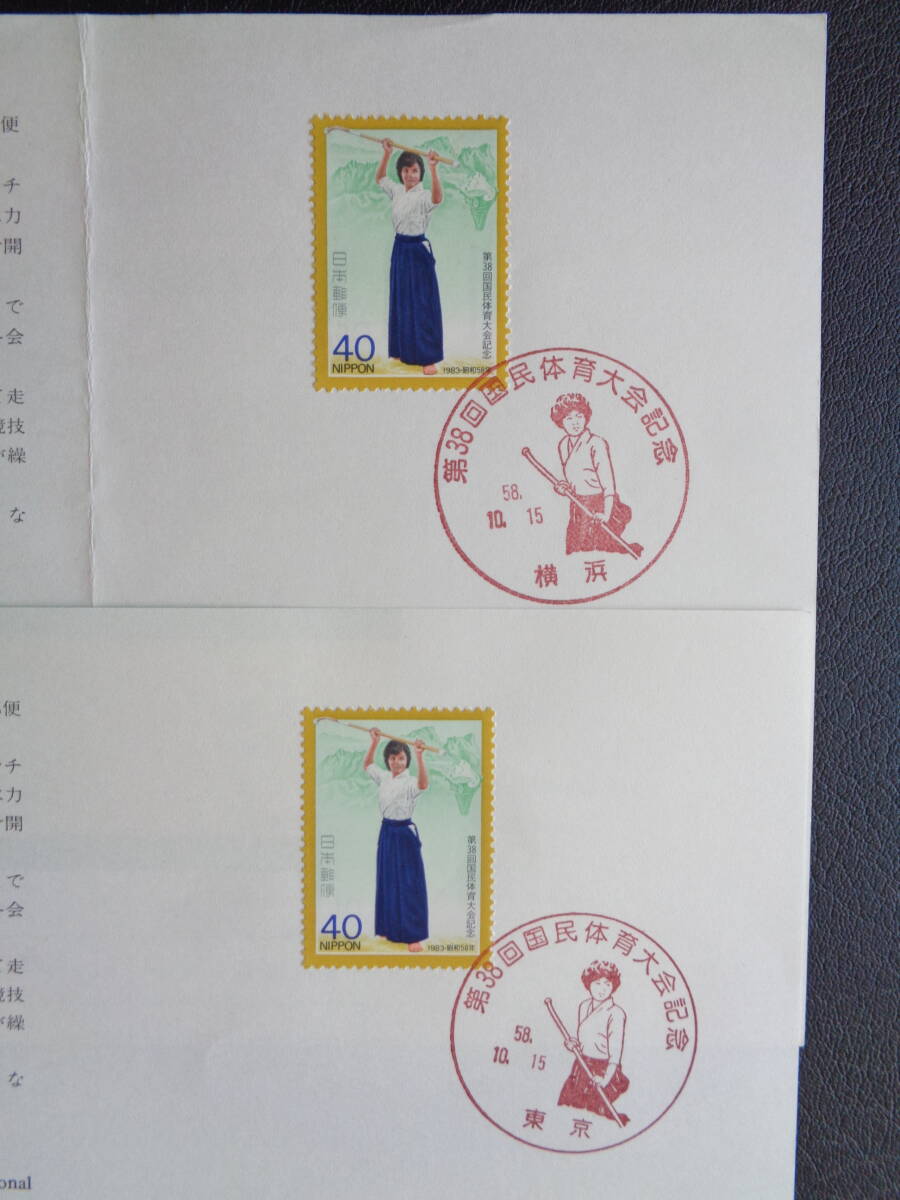 便
チ
力
開
で
会
走
競技
繰
な
日本郵便
第38回国民体育大会記念
40
NIPPON
1983-昭和58年
第38回国民体育大会記念
58.
10. 15
横浜
便
チ
力
開
で
会
走
競技
繰
な
onal
日本郵便
第38回国民体育大会記念
40
NIPPON
1983-昭和58年
第38回国民体育大会記念
58.
10. 15
東京